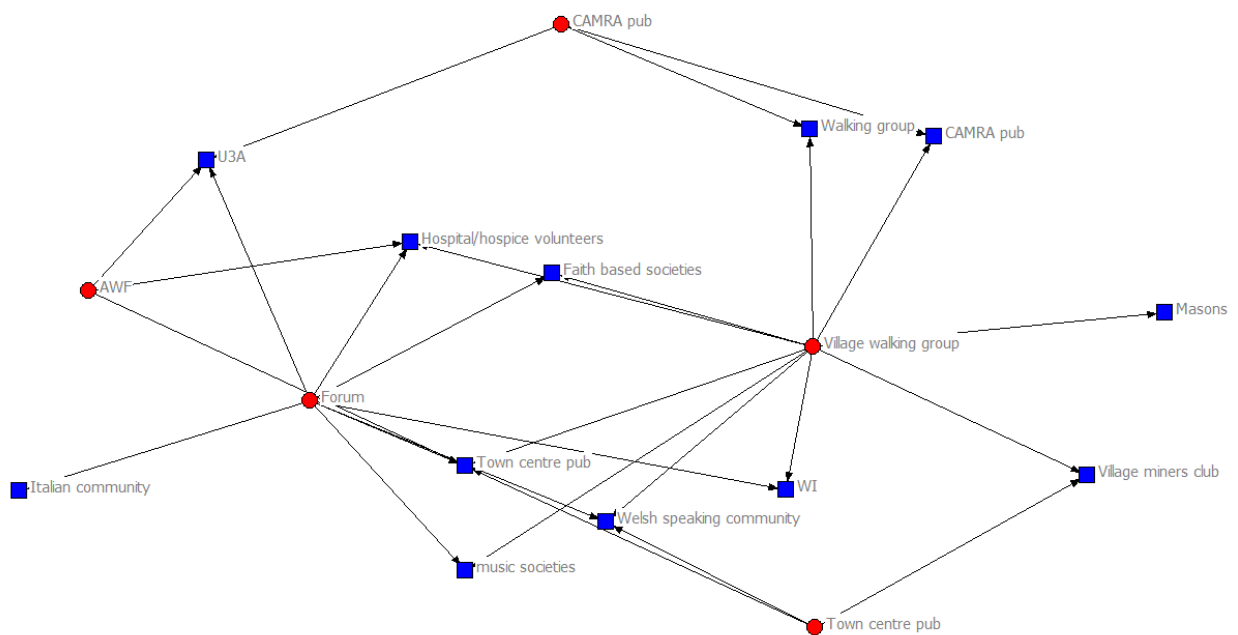 CAMRA pub
Walking group
CAMRA pub
U3A
Hospital/hospice volunteers
Faith based societies
AWF
Masons
Village walking group
Forum
Town centre pub
Village miners club
Italian community
WI
Welsh speaking community
music societies
Town centre pub